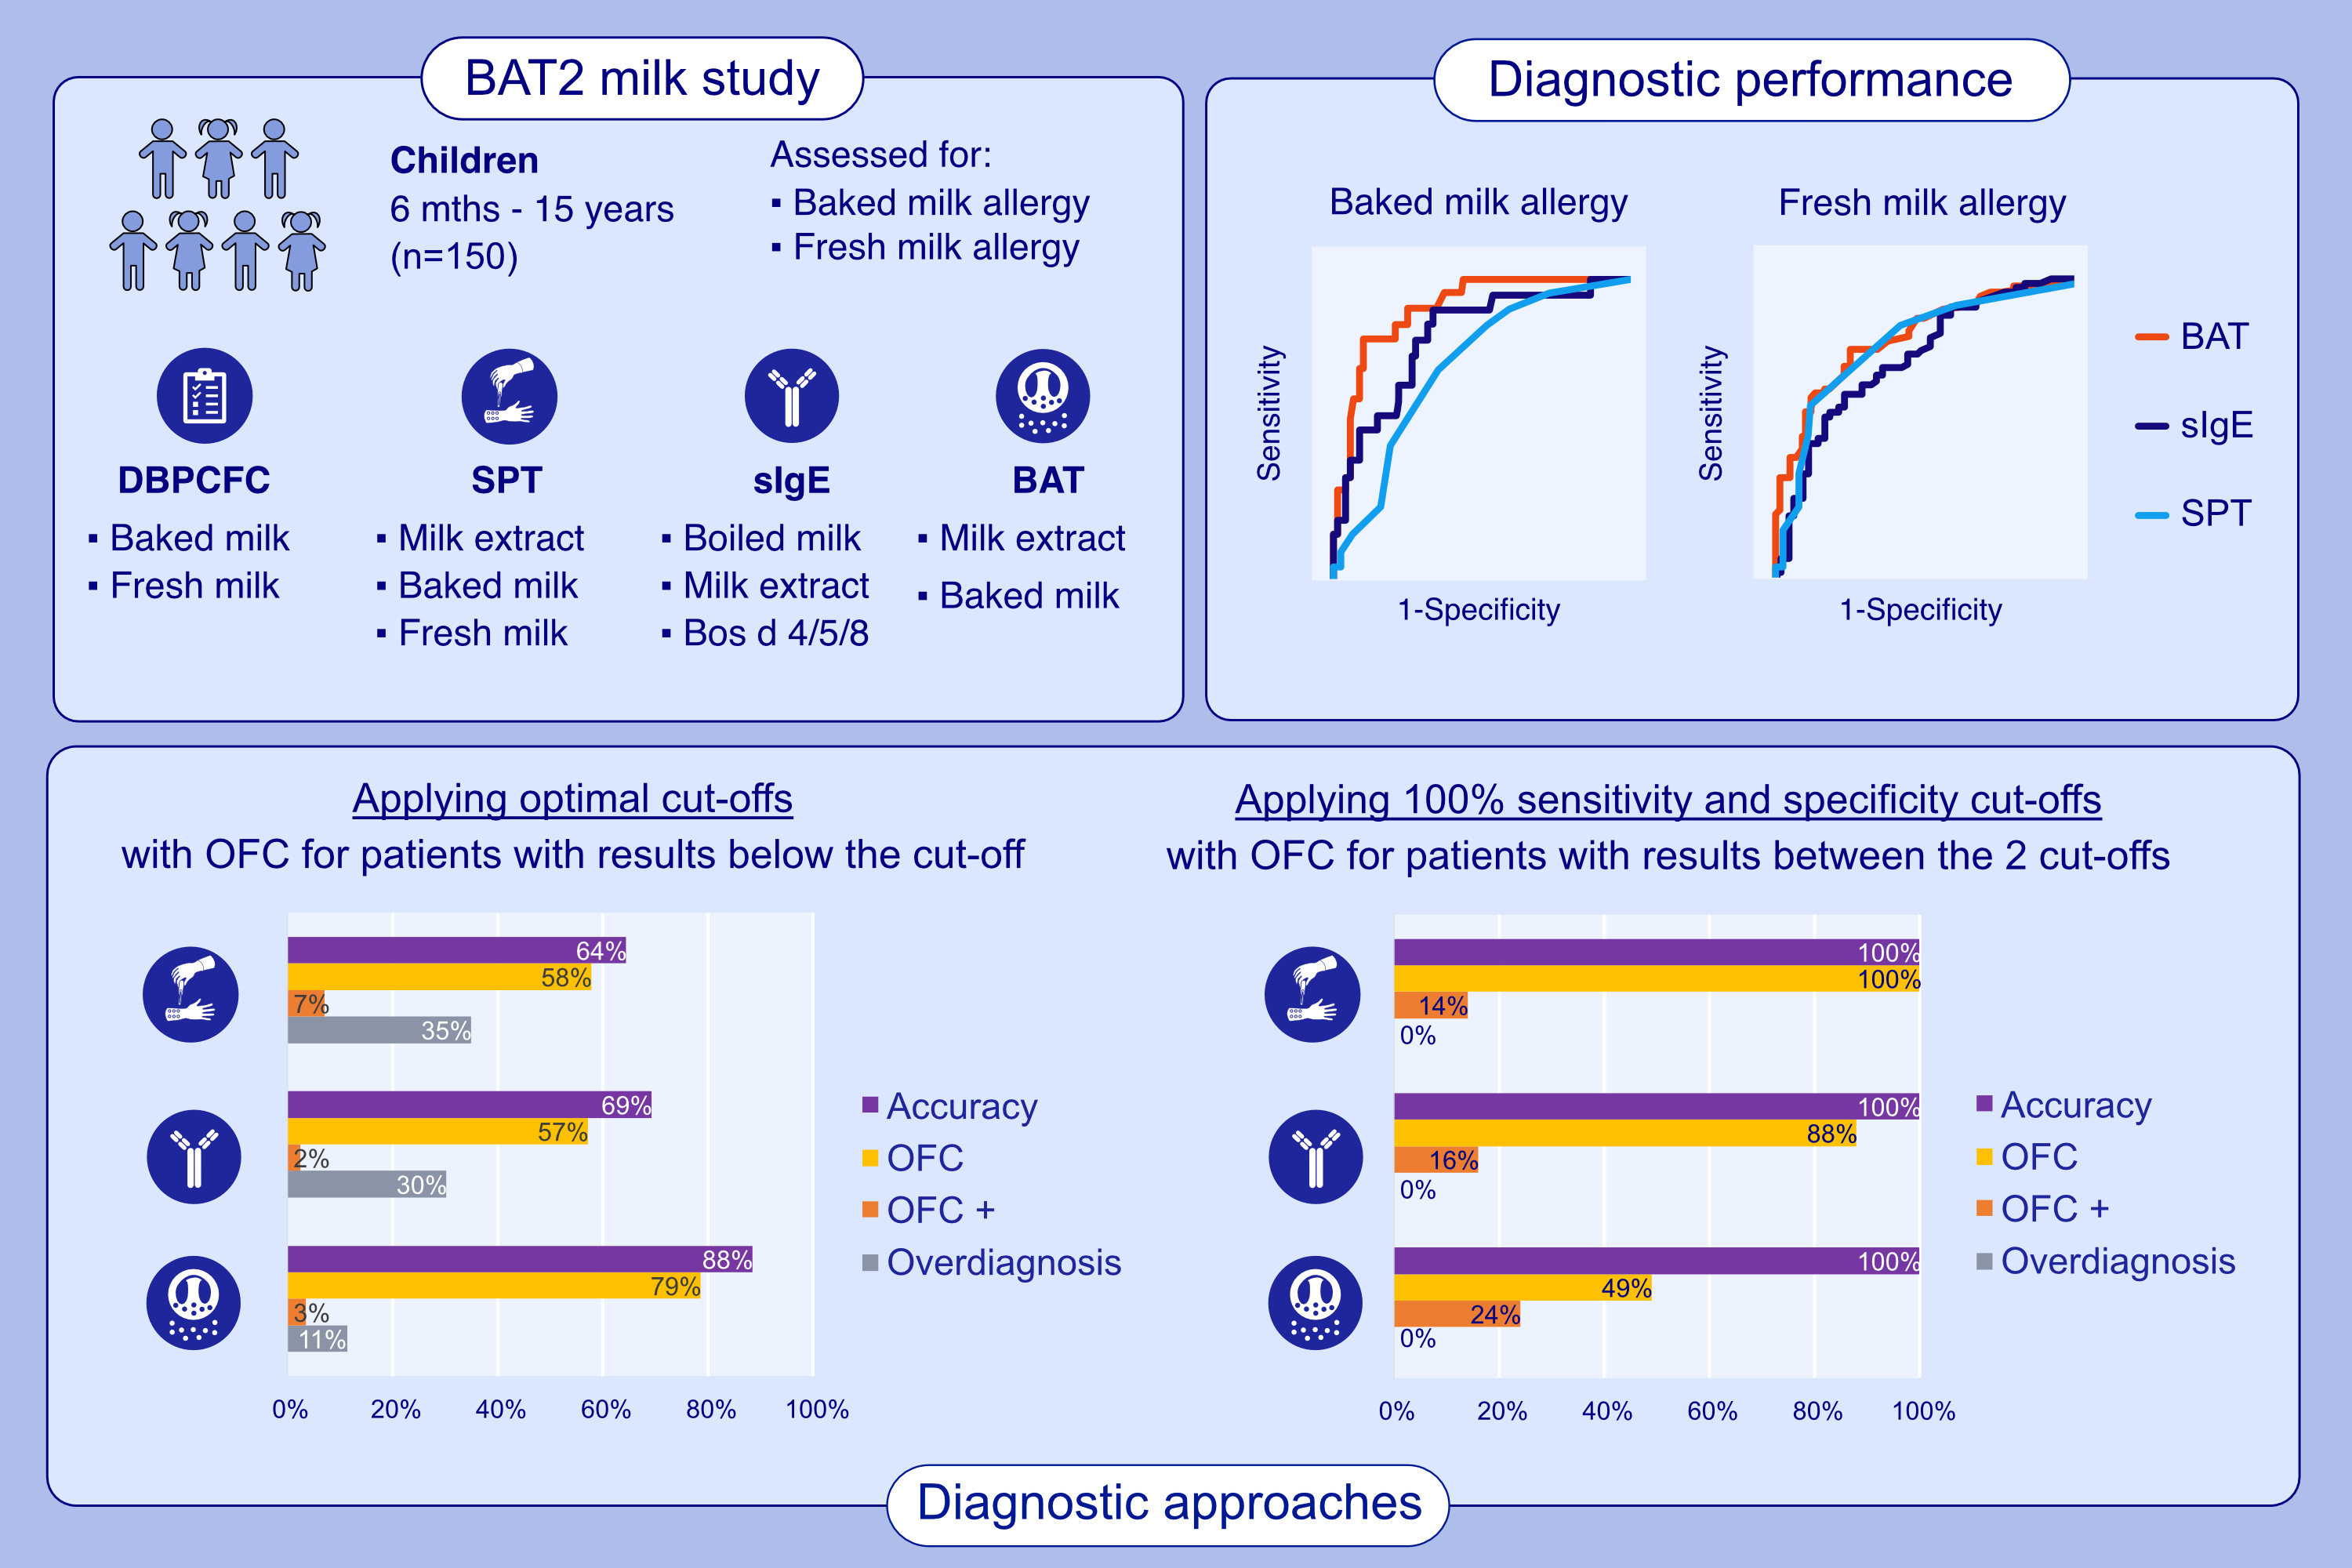 BAT2 milk study
Children
6 mths - 15 years
(n=150)
Assessed for:
▪ Baked milk allergy
▪ Fresh milk allergy
DBPCFC
▪ Baked milk
▪ Fresh milk
SPT
▪ Milk extract
▪ Baked milk
▪ Fresh milk
sIgE
▪ Boiled milk
▪ Milk extract
▪ Bos d 4/5/8
BAT
▪ Milk extract
▪ Baked milk
Diagnostic performance
Baked milk allergy
Sensitivity
1-Specificity
Fresh milk allergy
Sensitivity
1-Specificity
BAT
sIgE
SPT
Applying optimal cut-offs
with OFC for patients with results below the cut-off
64%
58%
7%
35%
69%
57%
2%
30%
88%
79%
3%
11%
0% 20% 40% 60% 80% 100%
Accuracy
OFC
OFC +
Overdiagnosis
Applying 100% sensitivity and specificity cut-offs
with OFC for patients with results between the 2 cut-offs
100%
100%
14%
0%
100%
88%
16%
0%
100%
49%
24%
0%
0% 20% 40% 60% 80% 100%
Accuracy
OFC
OFC +
Overdiagnosis
Diagnostic approaches